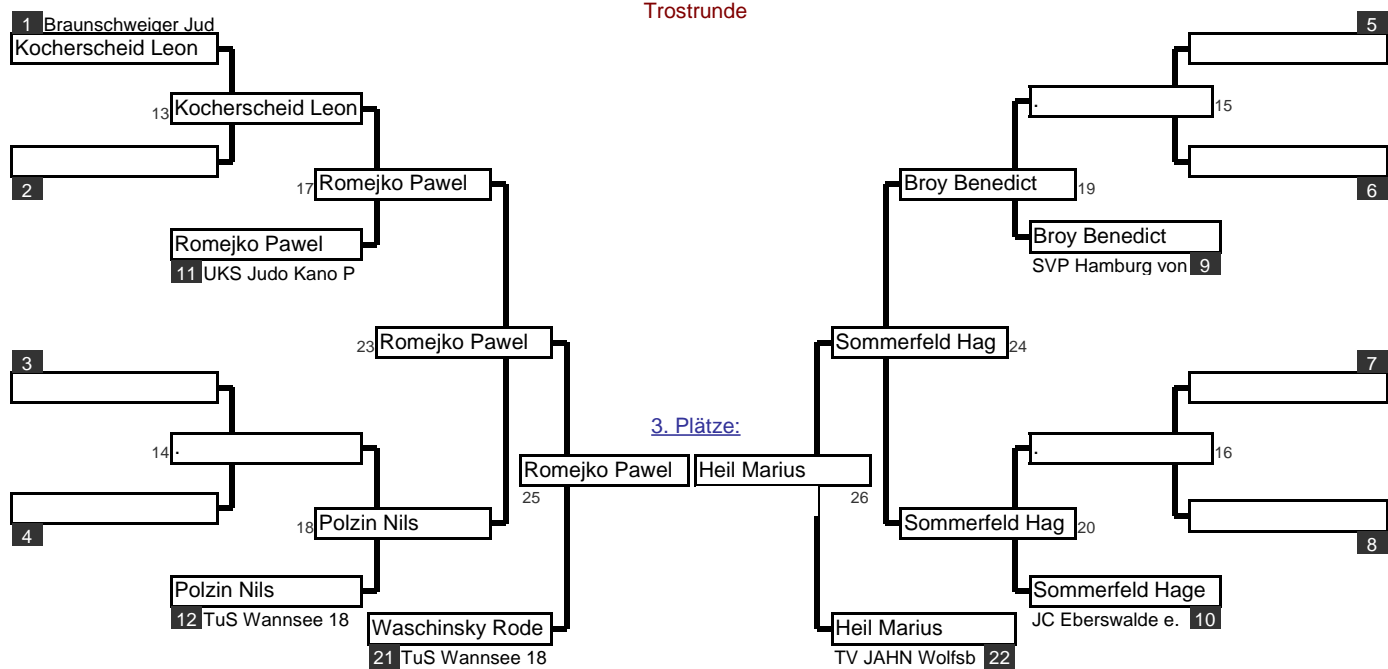 Trostrunde
1 Braunschweiger Jud
5
Kocherscheid Leon
13 Kocherscheid Leon
. 15
2
17 Romejko Pawel
Broy Benedict 19
6
Romejko Pawel
Broy Benedict
11 UKS Judo Kano P
SVP Hamburg von 9
23 Romejko Pawel
Sommerfeld Hag 24
3
7
3. Plätze:
14 .
. 16
Romejko Pawel
Heil Marius
25
26
4
18 Polzin Nils
Sommerfeld Hag 20
8
Polzin Nils
Sommerfeld Hage
12 TuS Wannsee 18
JC Eberswalde e. 10
Waschinsky Rode
Heil Marius
21 TuS Wannsee 18
TV JAHN Wolfsb 22